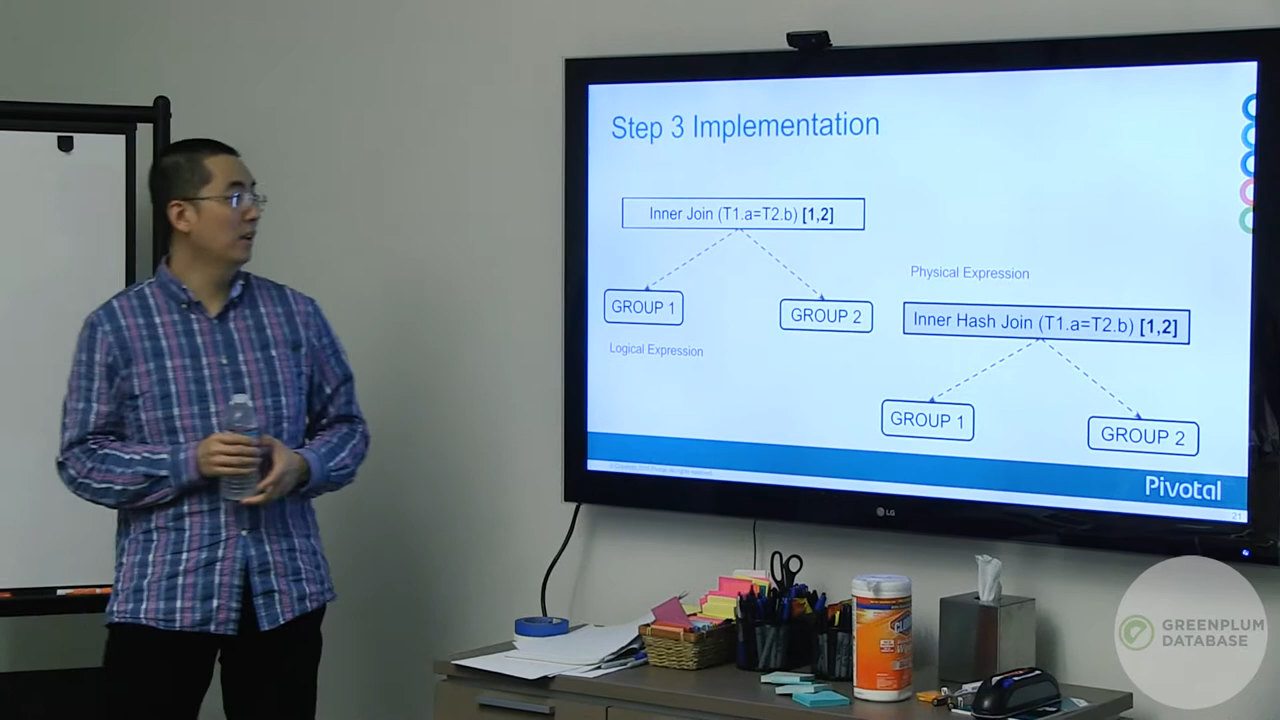 Step 3 Implementation
Inner Join (T1.a=T2.b) [1,2]
GROUP 1
GROUP 2
Logical Expression
Physical Expression
Inner Hash Join (T1.a=T2.b) [1,2]
GROUP 1
GROUP 2
Pivotal
21
LG
GREENPLUM
DATABASE